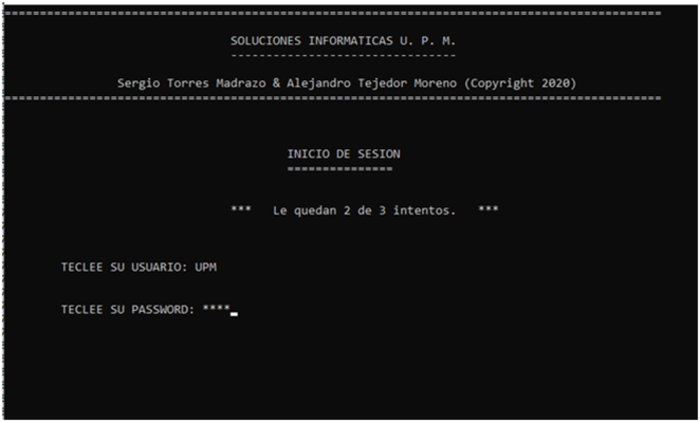 SOLUCIONES INFORMATICAS U. P. M.
Sergio Torres Madrazo & Alejandro Tejedor Moreno (Copyright 2020)
INICIO DE SESION
*** Le quedan 2 de 3 intentos. ***
TECLEE SU USUARIO: UPM
TECLEE SU PASSWORD: ****